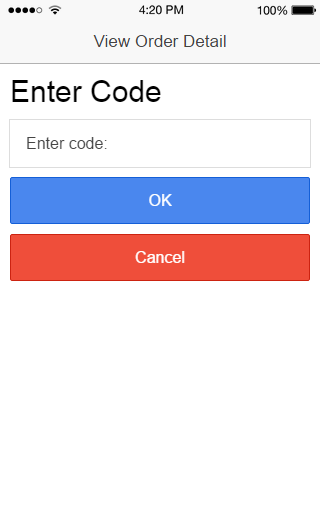 4:20 PM 100%
View Order Detail
Enter Code
Enter code:
OK
Cancel